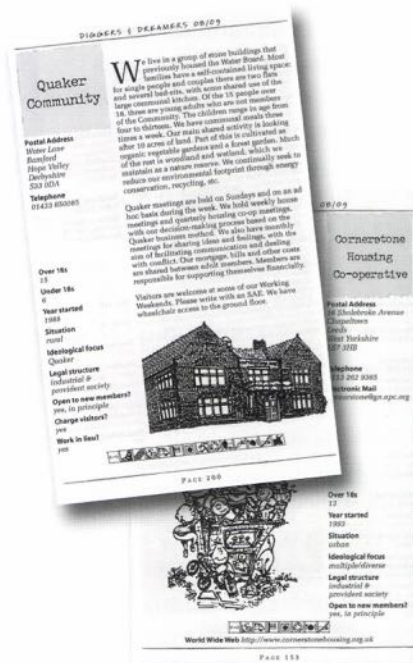 DIGGERS & DREAMERS 08/09
Quaker
Community
Postal Address
Water Lane
Bamford
Hope Valley
Derbyshire
S33 0DA
Telephone
01433 650085
Over 18s
15
Under 18s
6
Year started
1988
Situation
rural
Ideological focus
Quaker
Legal structure
industrial &
provident society
Open to new members?
yes, in principle
Charge visitors?
yes
Work in lieu?
yes
We live in a group of stone buildings that
previously housed the Water Board. Most
families have a self-contained living space;
for single people and couples there are two flats
and several bed-sits, with some shared use of the
large communal kitchen. Of the 15 people over
18, three are young adults who are not members
of the Community. The children range in age from
four to thirteen. We have communal meals three
times a week. Our main shared activity is looking
after 10 acres of land. Part of this is cultivated as
organic vegetable gardens and a forest garden. Much
of the rest is woodland and wetland, which we
maintain as a nature reserve. We continually seek to
reduce our environmental footprint through energy
conservation, recycling, etc.
Quaker meetings are held on Sundays and on an ad
hoc basis during the week. We hold weekly house
meetings and quarterly housing co-op meetings,
with our decision-making process based on the
Quaker business method. We also have monthly
meetings for sharing ideas and feelings, with the
aim of facilitating communication and dealing
with conflict. Our mortgage, bills and other costs
are shared between adult members. Members are
responsible for supporting themselves financially.
Visitors are welcome at some of our Working
Weekends. Please write with an SAE. We have
wheelchair access to the ground floor.
PAGE 200
08/09
Cornerstone
Housing
Co-operative
Postal Address
16 Sholebroke Avenue
Chapeltown
Leeds
West Yorkshire
LS7 3HB
Telephone
0113 262 9365
Electronic Mail
cornerstone@gn.apc.org
Over 18s
13
Year started
1993
Situation
urban
Ideological focus
multiple/diverse
Legal structure
industrial &
provident society
Open to new members?
yes, in principle
World Wide Web http://www.cornerstonehousing.org.uk
PAGE 153